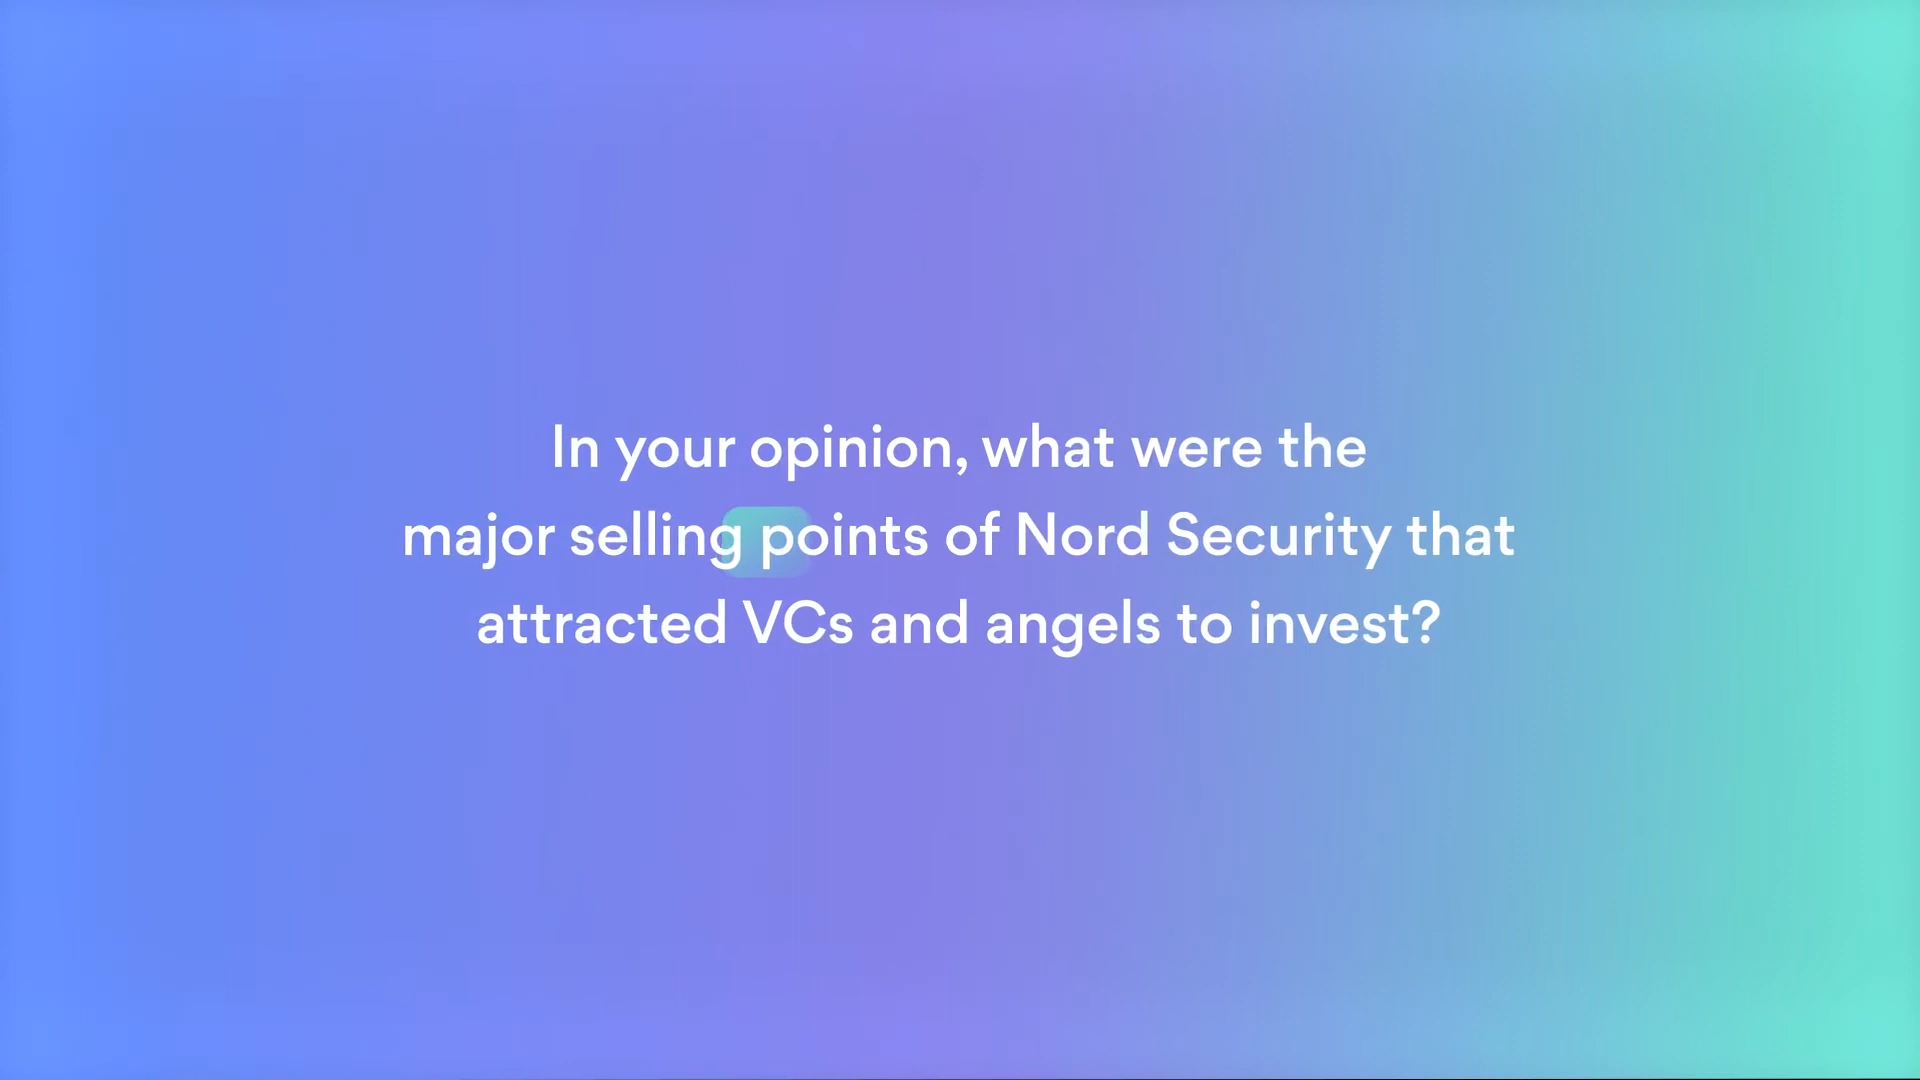 In your opinion, what were the
major selling points of Nord Security that
attracted VCs and angels to invest?